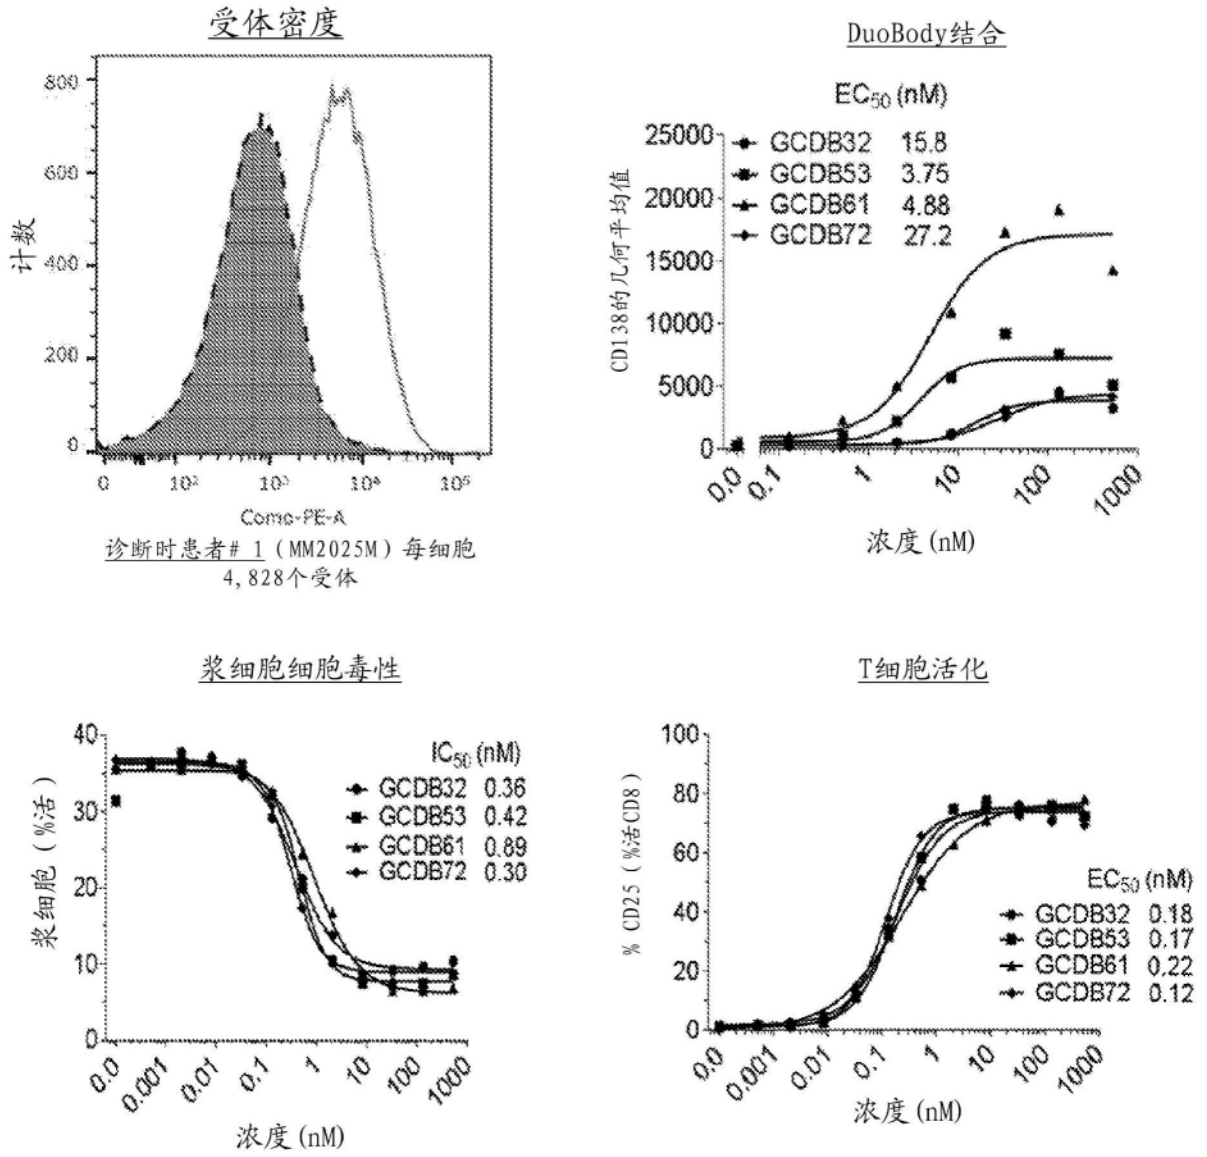 受体密度
800
600
400
200
0
计数
0 10² 10³ 10⁴ 10⁵
Comp-PE-A
诊断时患者# 1（MM2025M）每细胞
4,828个受体
DuoBody结合
EC50 (nM)
GCDB32 15.8
GCDB53 3.75
GCDB61 4.88
GCDB72 27.2
25000
20000
15000
10000
5000
0
CD138的几何平均值
0.0 0.1 1 10 100 1000
浓度(nM)
浆细胞细胞毒性
40
30
20
10
0
浆细胞（%活）
IC50 (nM)
GCDB32 0.36
GCDB53 0.42
GCDB61 0.89
GCDB72 0.30
0.0 0.001 0.01 0.1 1 10 100 1000
浓度(nM)
T细胞活化
100
80
60
40
20
0
% CD25（%活CD8）
EC50 (nM)
GCDB32 0.18
GCDB53 0.17
GCDB61 0.22
GCDB72 0.12
0.0 0.001 0.01 0.1 1 10 100 1000
浓度(nM)